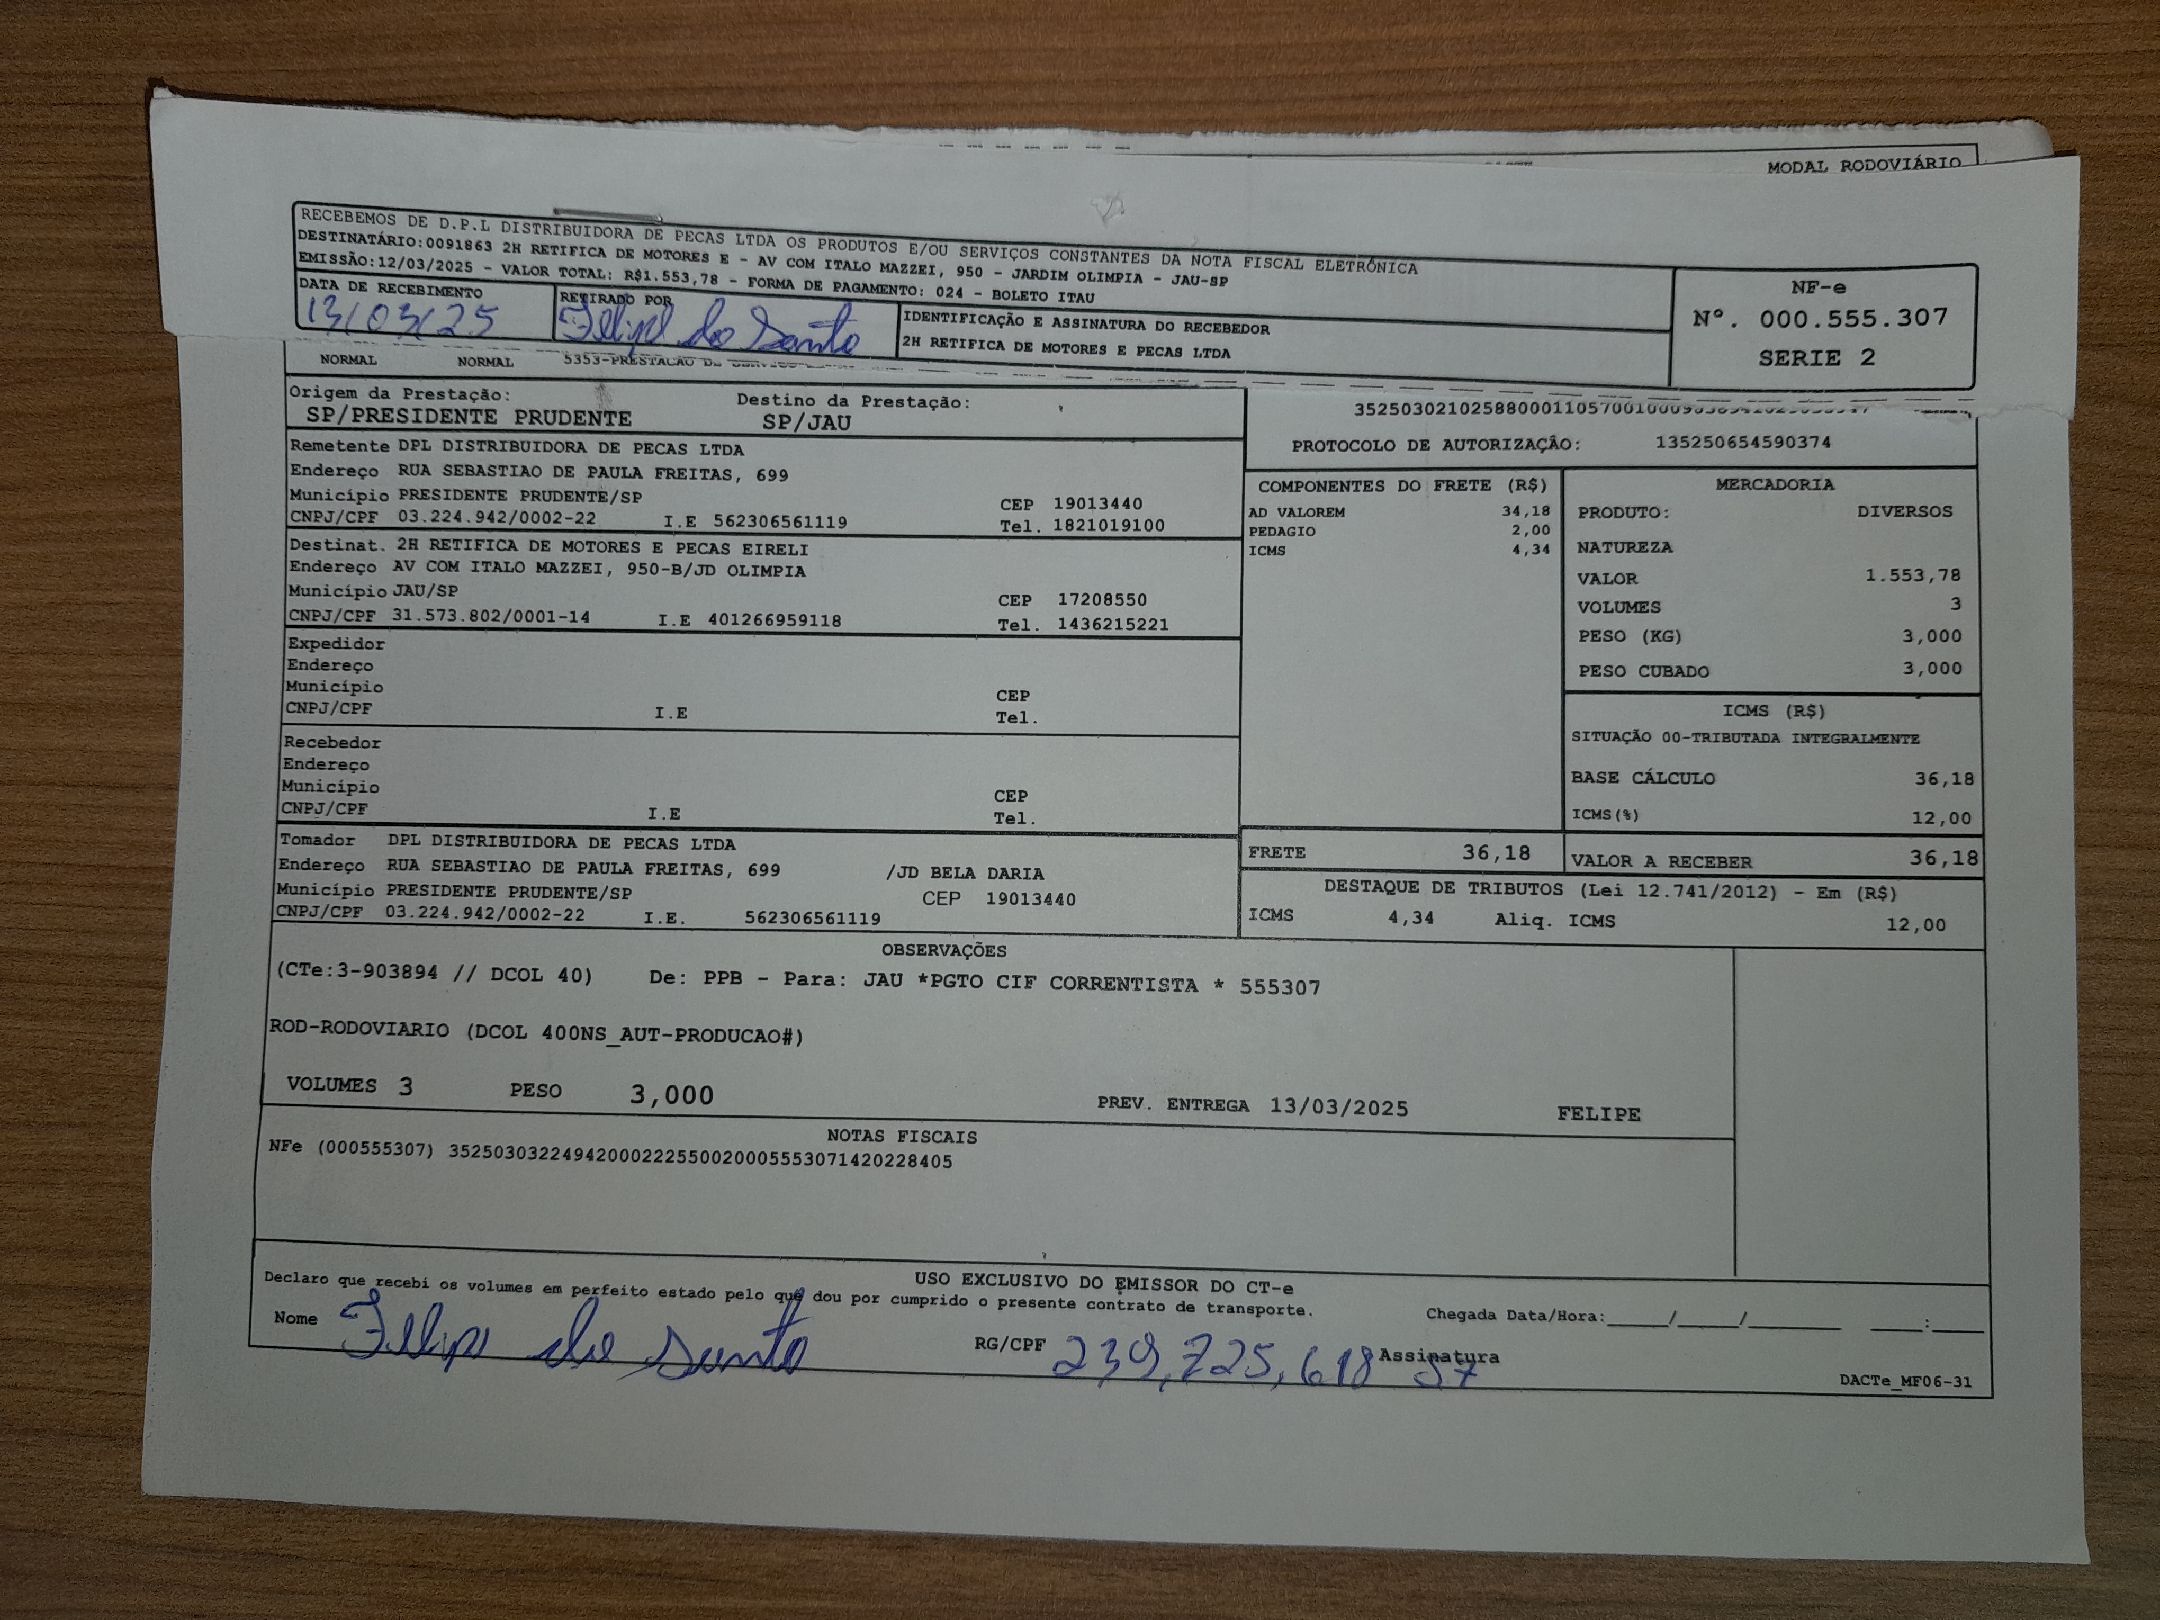 MODAL RODOVIÁRIO
RECEBEMOS DE D.P.L DISTRIBUIDORA DE PECAS LTDA OS PRODUTOS E/OU SERVIÇOS CONSTANTES DA NOTA FISCAL ELETRÔNICA
DESTINATÁRIO:0091863 2H RETIFICA DE MOTORES E - AV COM ITALO MAZZEI, 950 - JARDIM OLIMPIA - JAU-SP
EMISSÃO:12/03/2025 - VALOR TOTAL: R$1.553,78 - FORMA DE PAGAMENTO: 024 - BOLETO ITAU
NF-e
Nº. 000.555.307
SERIE 2
DATA DE RECEBIMENTO
13/03/25
RETIRADO POR
Felipe do Santo
IDENTIFICAÇÃO E ASSINATURA DO RECEBEDOR
2H RETIFICA DE MOTORES E PECAS LTDA
NORMAL NORMAL 5353-PRESTACAO
Origem da Prestação: Destino da Prestação:
SP/PRESIDENTE PRUDENTE SP/JAU
PROTOCOLO DE AUTORIZAÇÃO: 135250654590374
Remetente DPL DISTRIBUIDORA DE PECAS LTDA
Endereço RUA SEBASTIAO DE PAULA FREITAS, 699
Município PRESIDENTE PRUDENTE/SP CEP 19013440
CNPJ/CPF 03.224.942/0002-22 I.E 562306561119 Tel. 1821019100
Destinat. 2H RETIFICA DE MOTORES E PECAS EIRELI
Endereço AV COM ITALO MAZZEI, 950-B/JD OLIMPIA
Município JAU/SP CEP 17208550
CNPJ/CPF 31.573.802/0001-14 I.E 401266959118 Tel. 1436215221
Expedidor
Endereço
Município CEP
CNPJ/CPF I.E Tel.
Recebedor
Endereço
Município CEP
CNPJ/CPF I.E Tel.
Tomador DPL DISTRIBUIDORA DE PECAS LTDA
Endereço RUA SEBASTIAO DE PAULA FREITAS, 699 /JD BELA DARIA
Município PRESIDENTE PRUDENTE/SP CEP 19013440
CNPJ/CPF 03.224.942/0002-22 I.E. 562306561119
COMPONENTES DO FRETE (R$)
AD VALOREM 34,18
PEDAGIO 2,00
ICMS 4,34
MERCADORIA
PRODUTO: DIVERSOS
NATUREZA
VALOR 1.553,78
VOLUMES 3
PESO (KG) 3,000
PESO CUBADO 3,000
ICMS (R$)
SITUAÇÃO 00-TRIBUTADA INTEGRALMENTE
BASE CÁLCULO 36,18
ICMS(%) 12,00
FRETE 36,18
VALOR A RECEBER 36,18
DESTAQUE DE TRIBUTOS (Lei 12.741/2012) - Em (R$)
ICMS 4,34 Aliq. ICMS 12,00
OBSERVAÇÕES
(CTe:3-903894 // DCOL 40) De: PPB - Para: JAU *PGTO CIF CORRENTISTA * 555307
ROD-RODOVIARIO (DCOL 400NS_AUT-PRODUCAO#)
VOLUMES 3 PESO 3,000 PREV. ENTREGA 13/03/2025 FELIPE
NOTAS FISCAIS
NFe (000555307) 35250303224942000222550020005553071420228405
USO EXCLUSIVO DO EMISSOR DO CT-e
Declaro que recebi os volumes em perfeito estado pelo que dou por cumprido o presente contrato de transporte.
Chegada Data/Hora:_____/_____/_______ ____:____
Nome Felipe do Santo RG/CPF 239,725,618 57 Assinatura
DACTe_MF06-31